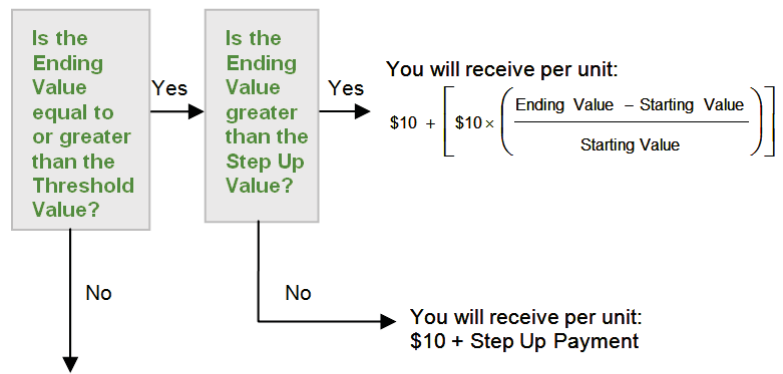 Is the
Ending
Value
equal to
or greater
than the
Threshold
Value?
Yes
Is the
Ending
Value
greater
than the
Step Up
Value?
Yes
You will receive per unit:
$10 + [ $10 × ( Ending Value – Starting Value
Starting Value ) ]
No
No
You will receive per unit:
$10 + Step Up Payment